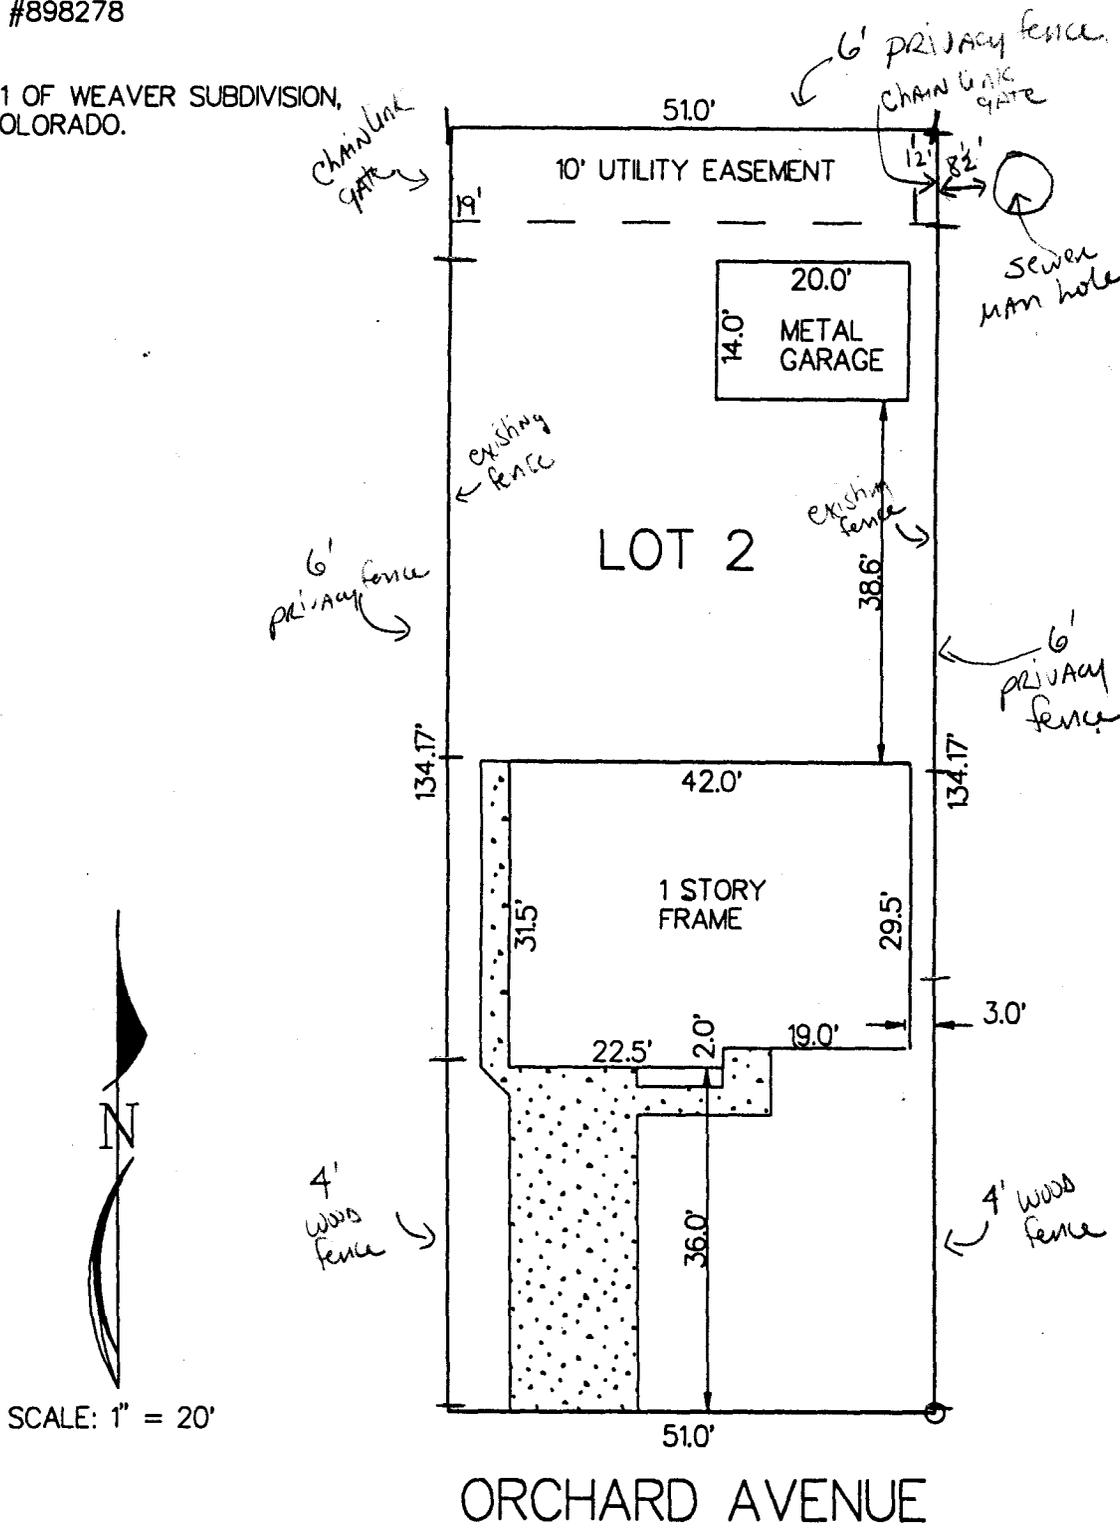 #898278
6' privacy fence
1 OF WEAVER SUBDIVISION,
OLORADO.
chain link
gate
51.0'
chain link
gate
10' UTILITY EASEMENT
12'
8½'
19'
sewer
man hole
20.0'
14.0'
METAL
GARAGE
existing
fence
existing
fence
LOT 2
38.6'
6'
privacy fence
6'
privacy
fence
134.17'
134.17'
42.0'
1 STORY
FRAME
31.5'
29.5'
3.0'
22.5'
2.0'
19.0'
N
4'
wood
fence
4' wood
fence
36.0'
SCALE: 1" = 20'
51.0'
ORCHARD AVENUE